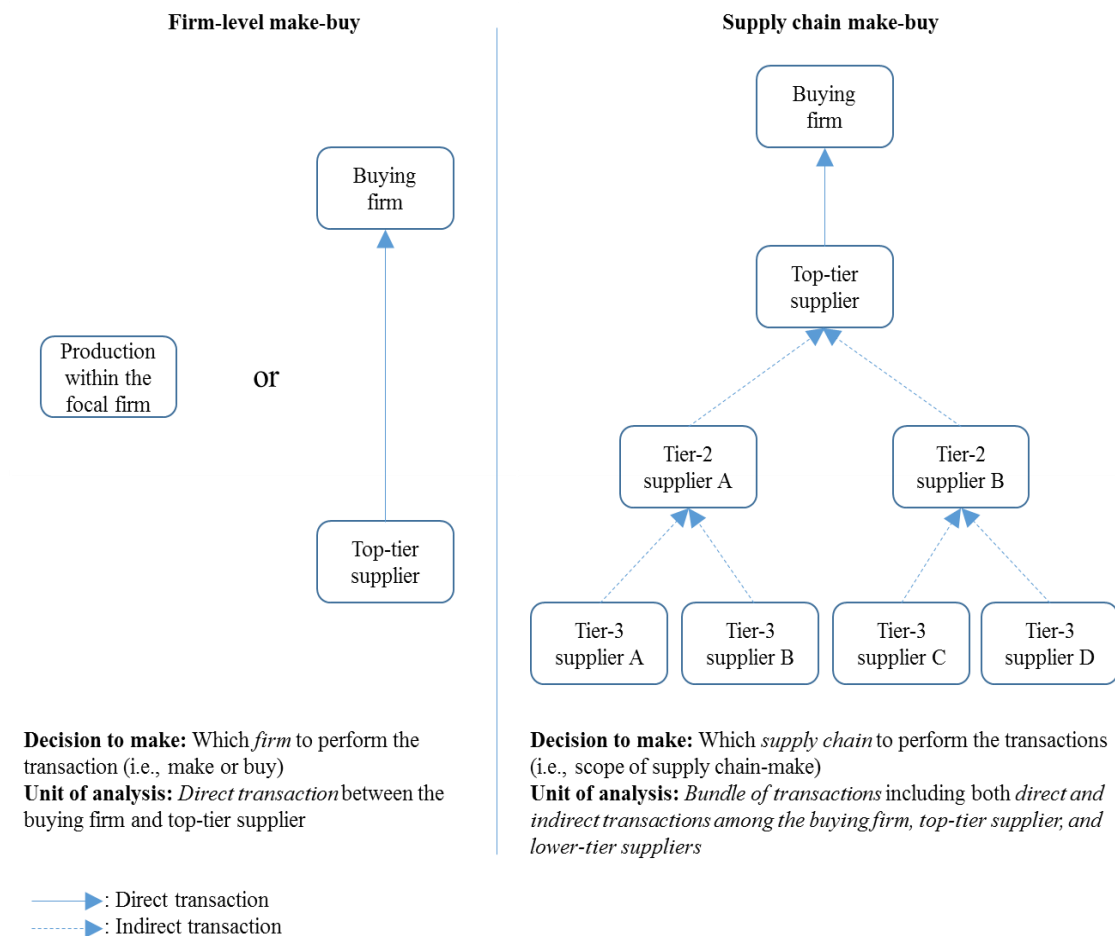 Firm-level make-buy
Supply chain make-buy
Buying
firm
Production
within the
focal firm
or
Top-tier
supplier
Buying
firm
Top-tier
supplier
Tier-2
supplier A
Tier-2
supplier B
Tier-3
supplier A
Tier-3
supplier B
Tier-3
supplier C
Tier-3
supplier D
Decision to make: Which firm to perform the
transaction (i.e., make or buy)
Unit of analysis: Direct transaction between the
buying firm and top-tier supplier
Decision to make: Which supply chain to perform the transactions
(i.e., scope of supply chain-make)
Unit of analysis: Bundle of transactions including both direct and
indirect transactions among the buying firm, top-tier supplier, and
lower-tier suppliers
: Direct transaction
: Indirect transaction